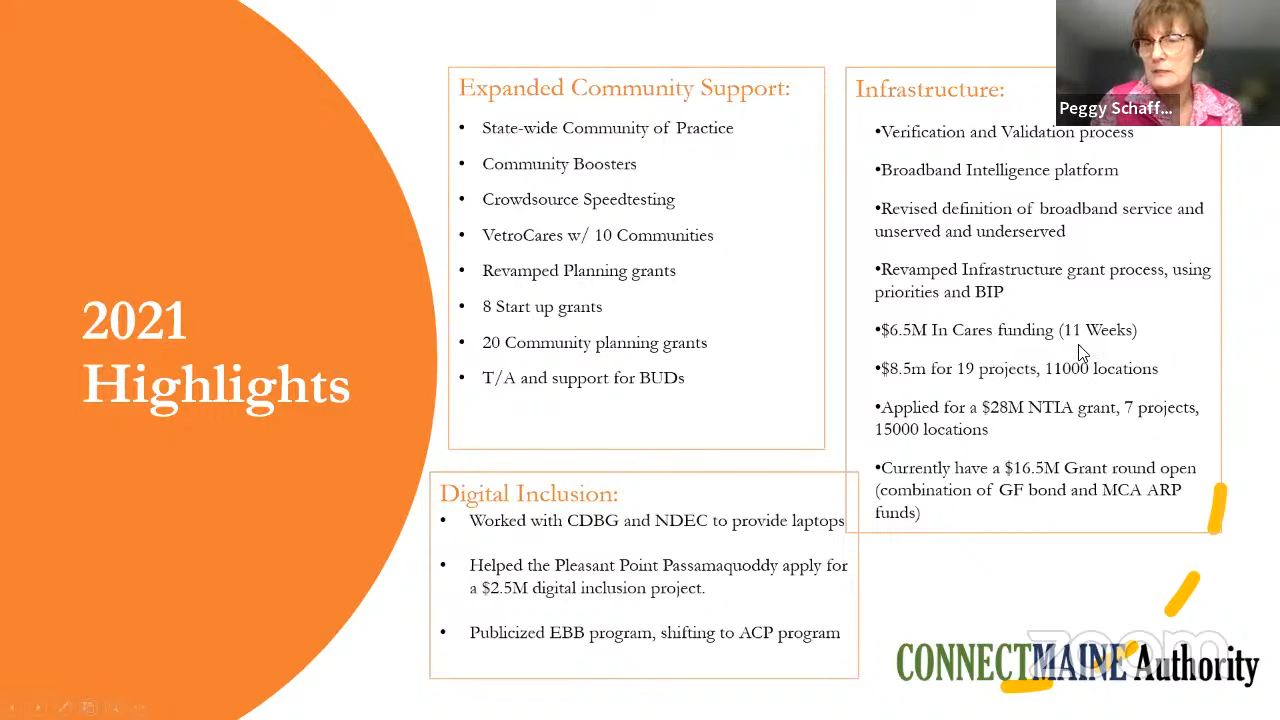 2021
Highlights
Expanded Community Support:
• State-wide Community of Practice
• Community Boosters
• Crowdsource Speedtesting
• VetroCares w/ 10 Communities
• Revamped Planning grants
• 8 Start up grants
• 20 Community planning grants
• T/A and support for BUDs
Digital Inclusion:
• Worked with CDBG and NDEC to provide laptops
• Helped the Pleasant Point Passamaquoddy apply for
a $2.5M digital inclusion project.
• Publicized EBB program, shifting to ACP program
Infrastructure:
•Verification and Validation process
•Broadband Intelligence platform
•Revised definition of broadband service and
unserved and underserved
•Revamped Infrastructure grant process, using
priorities and BIP
•$6.5M In Cares funding (11 Weeks)
•$8.5m for 19 projects, 11000 locations
•Applied for a $28M NTIA grant, 7 projects,
15000 locations
•Currently have a $16.5M Grant round open
(combination of GF bond and MCA ARP
funds)
Peggy Schaff...
zoom
CONNECTMAINE Authority